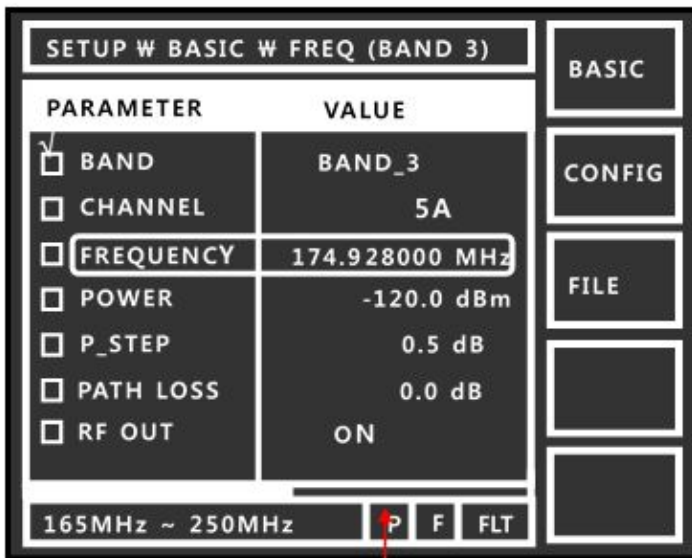 SETUP ₩ BASIC ₩ FREQ (BAND 3)
BASIC
PARAMETER VALUE
BAND BAND_3
CONFIG
CHANNEL 5A
FREQUENCY 174.928000 MHz
FILE
POWER -120.0 dBm
P_STEP 0.5 dB
PATH LOSS 0.0 dB
RF OUT ON
165MHz ~ 250MHz P F FLT